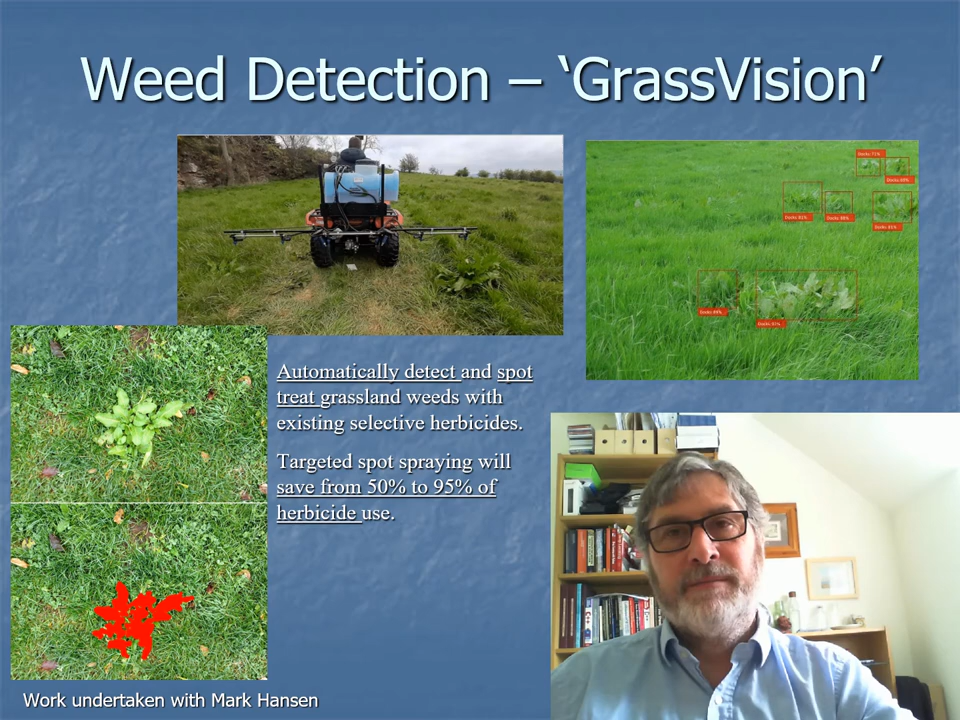 Weed Detection – ‘GrassVision’
Automatically detect and spot
treat grassland weeds with
existing selective herbicides.
Targeted spot spraying will
save from 50% to 95% of
herbicide use.
Work undertaken with Mark Hansen